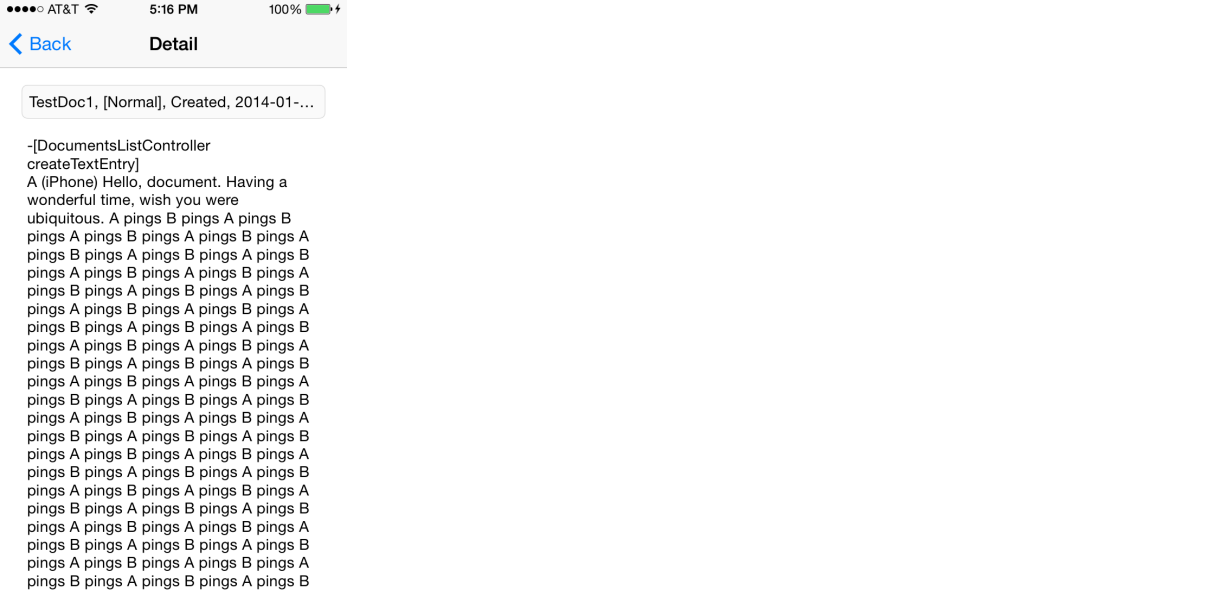 AT&T 5:16 PM 100%
Back Detail
TestDoc1, [Normal], Created, 2014-01-...
-[DocumentsListController
createTextEntry]
A (iPhone) Hello, document. Having a
wonderful time, wish you were
ubiquitous. A pings B pings A pings B
pings A pings B pings A pings B pings A
pings B pings A pings B pings A pings B
pings A pings B pings A pings B pings A
pings B pings A pings B pings A pings B
pings A pings B pings A pings B pings A
pings B pings A pings B pings A pings B
pings A pings B pings A pings B pings A
pings B pings A pings B pings A pings B
pings A pings B pings A pings B pings A
pings B pings A pings B pings A pings B
pings A pings B pings A pings B pings A
pings B pings A pings B pings A pings B
pings A pings B pings A pings B pings A
pings B pings A pings B pings A pings B
pings A pings B pings A pings B pings A
pings B pings A pings B pings A pings B
pings A pings B pings A pings B pings A
pings B pings A pings B pings A pings B
pings A pings B pings A pings B pings A
pings B pings A pings B pings A pings B